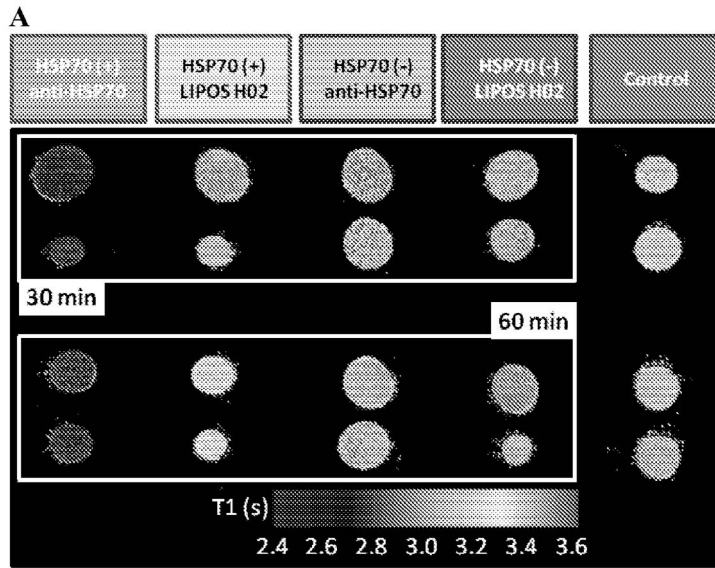 A
HSP70 (+)
anti-HSP70
HSP70 (+)
LIPOS H02
HSP70 (-)
anti-HSP70
HSP70 (-)
LIPOS H02
Control
30 min
60 min
T1 (s)
2.4 2.6 2.8 3.0 3.2 3.4 3.6